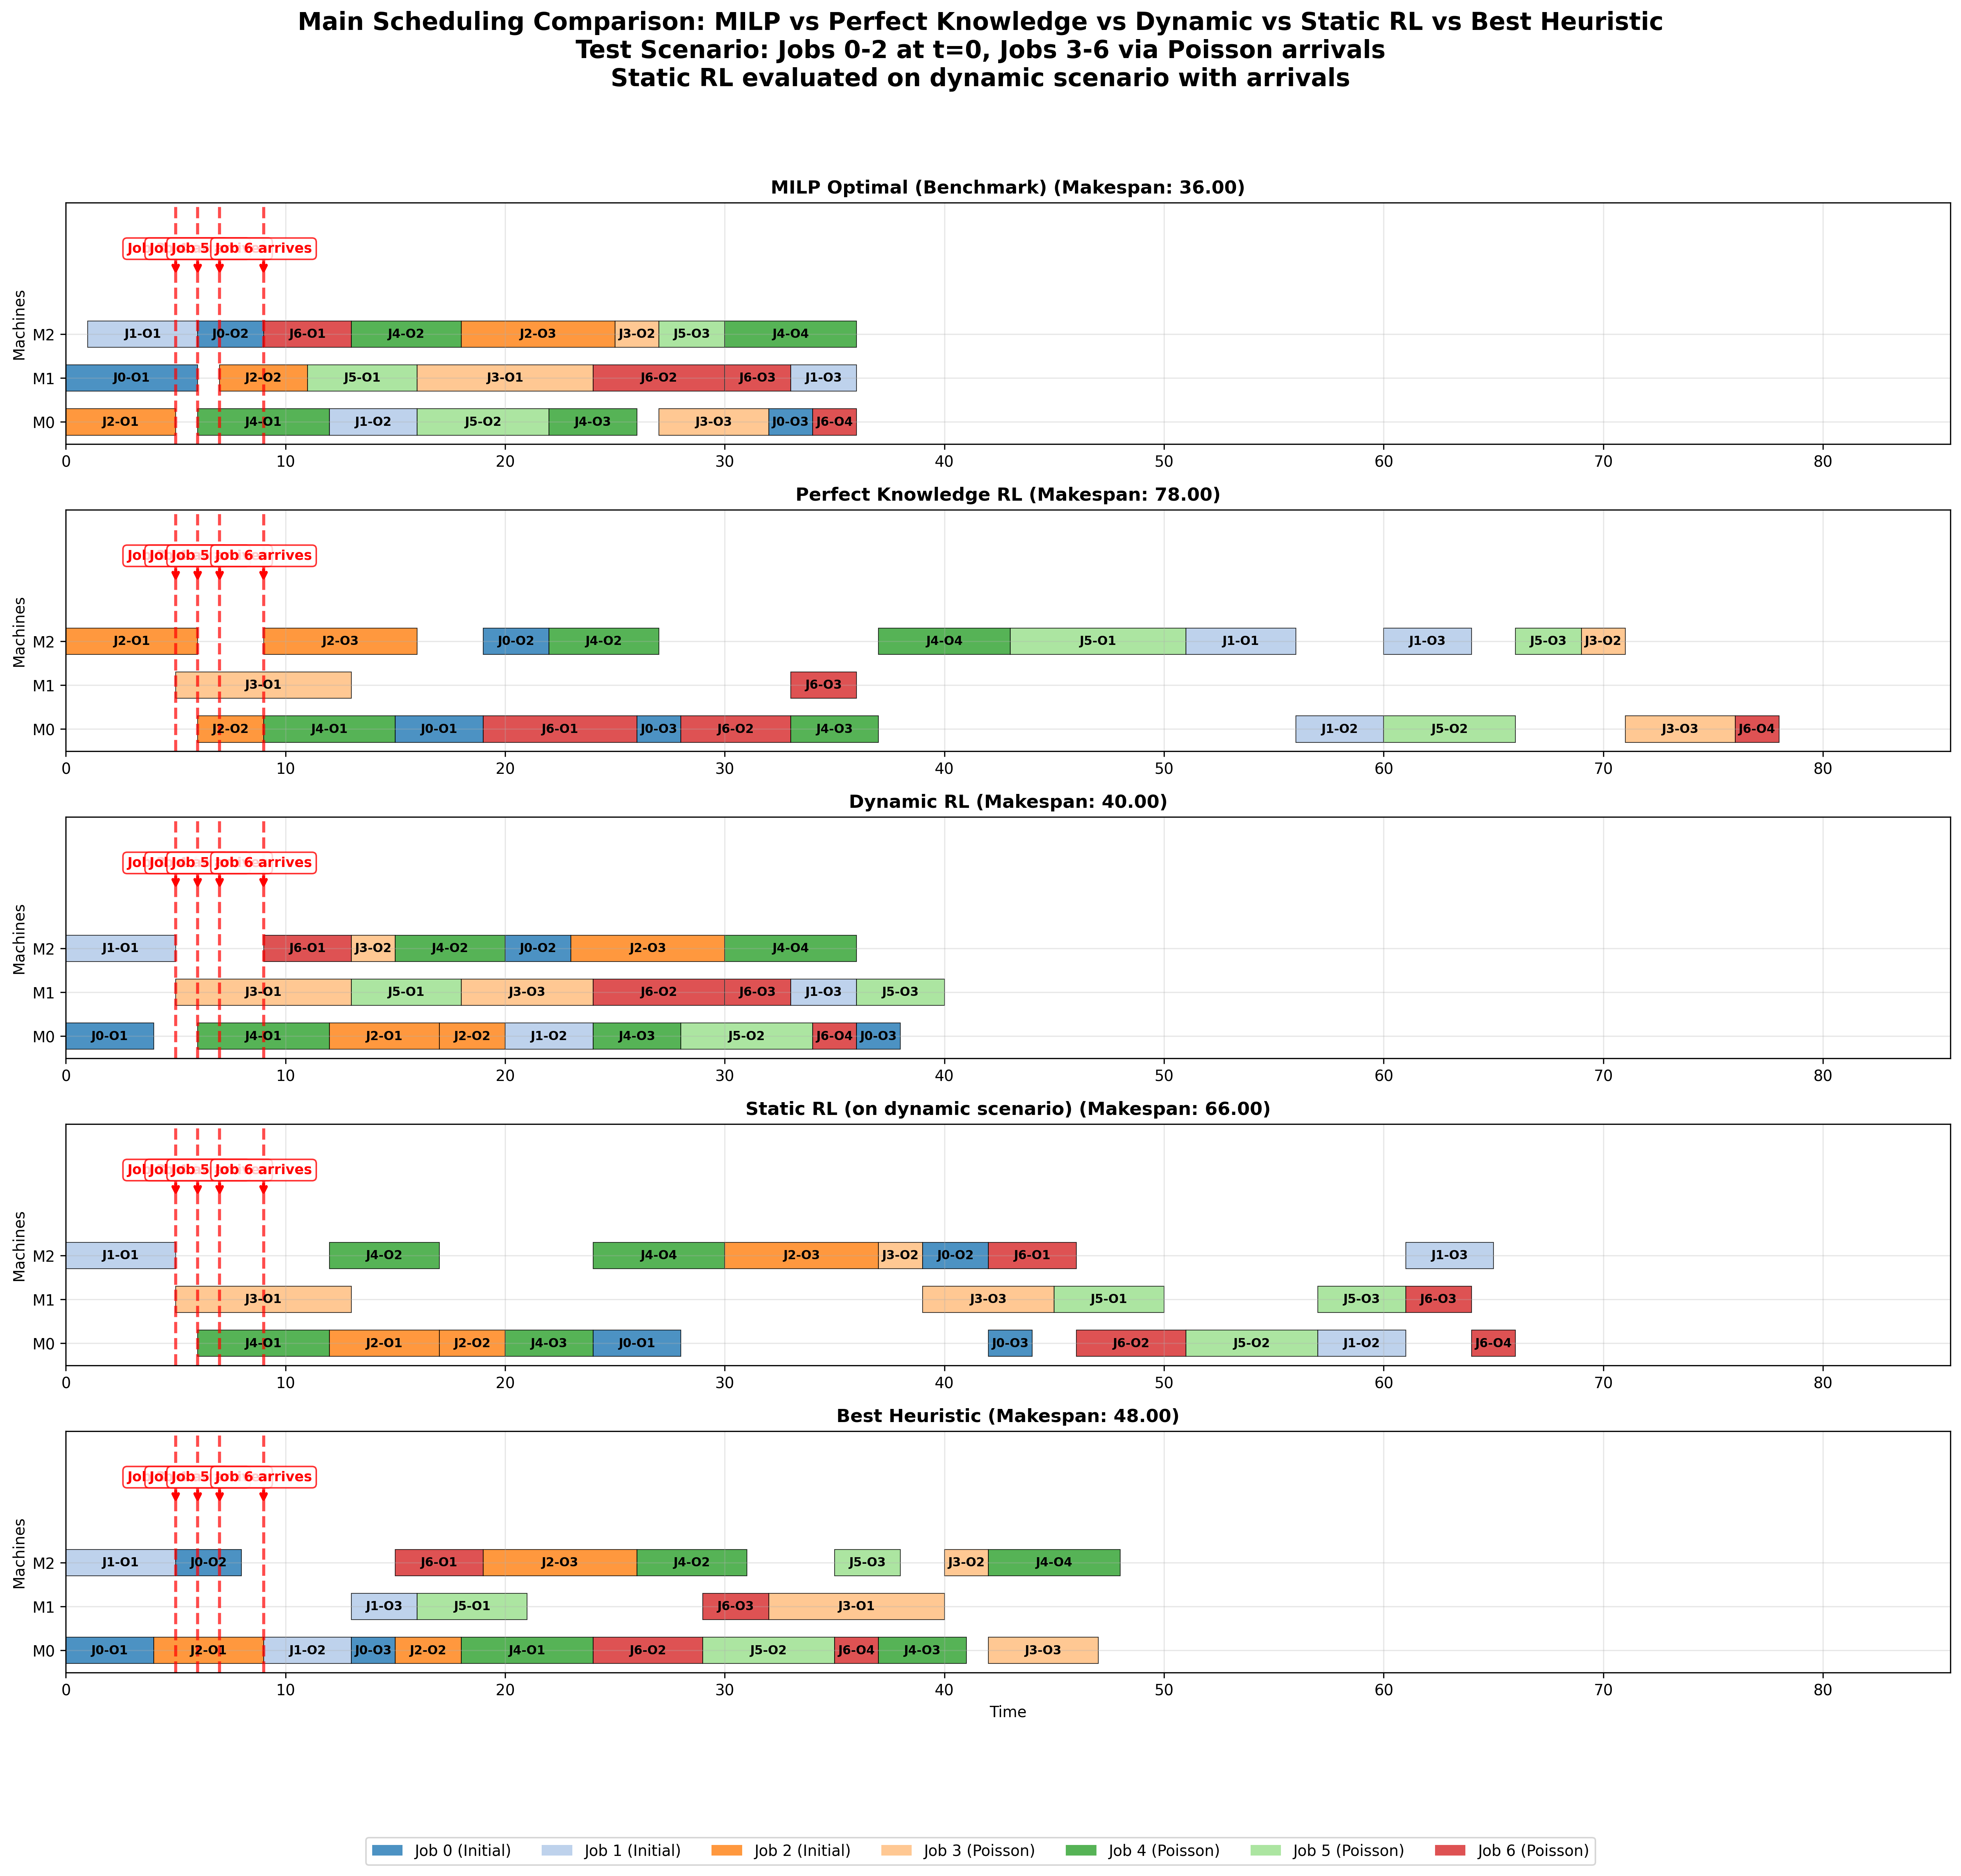 Main Scheduling Comparison: MILP vs Perfect Knowledge vs Dynamic vs Static RL vs Best Heuristic
Test Scenario: Jobs 0-2 at t=0, Jobs 3-6 via Poisson arrivals
Static RL evaluated on dynamic scenario with arrivals
MILP Optimal (Benchmark) (Makespan: 36.00)
Job 5 Job 6 arrives
Machines
M2 J1-O1 J0-O2 J6-O1 J4-O2 J2-O3 J3-O2 J5-O3 J4-O4
M1 J0-O1 J2-O2 J5-O1 J3-O1 J6-O2 J6-O3 J1-O3
M0 J2-O1 J4-O1 J1-O2 J5-O2 J4-O3 J3-O3 J0-O3 J6-O4
0 10 20 30 40 50 60 70 80
Perfect Knowledge RL (Makespan: 78.00)
Job 5 Job 6 arrives
Machines
M2 J2-O1 J2-O3 J0-O2 J4-O2 J4-O4 J5-O1 J1-O1 J1-O3 J5-O3 J3-O2
M1 J3-O1 J6-O3
M0 J2-O2 J4-O1 J0-O1 J6-O1 J0-O3 J6-O2 J4-O3 J1-O2 J5-O2 J3-O3 J6-O4
0 10 20 30 40 50 60 70 80
Dynamic RL (Makespan: 40.00)
Job 5 Job 6 arrives
Machines
M2 J1-O1 J6-O1 J3-O2 J4-O2 J0-O2 J2-O3 J4-O4
M1 J3-O1 J5-O1 J3-O3 J6-O2 J6-O3 J1-O3 J5-O3
M0 J0-O1 J4-O1 J2-O1 J2-O2 J1-O2 J4-O3 J5-O2 J6-O4 J0-O3
0 10 20 30 40 50 60 70 80
Static RL (on dynamic scenario) (Makespan: 66.00)
Job 5 Job 6 arrives
Machines
M2 J1-O1 J4-O2 J4-O4 J2-O3 J3-O2 J0-O2 J6-O1 J1-O3
M1 J3-O1 J3-O3 J5-O1 J5-O3 J6-O3
M0 J4-O1 J2-O1 J2-O2 J4-O3 J0-O1 J0-O3 J6-O2 J5-O2 J1-O2 J6-O4
0 10 20 30 40 50 60 70 80
Best Heuristic (Makespan: 48.00)
Job 5 Job 6 arrives
Machines
M2 J1-O1 J0-O2 J6-O1 J2-O3 J4-O2 J5-O3 J3-O2 J4-O4
M1 J1-O3 J5-O1 J6-O3 J3-O1
M0 J0-O1 J2-O1 J1-O2 J0-O3 J2-O2 J4-O1 J6-O2 J5-O2 J6-O4 J4-O3 J3-O3
0 10 20 30 40 50 60 70 80
Time
Job 0 (Initial) Job 1 (Initial) Job 2 (Initial) Job 3 (Poisson) Job 4 (Poisson) Job 5 (Poisson) Job 6 (Poisson)